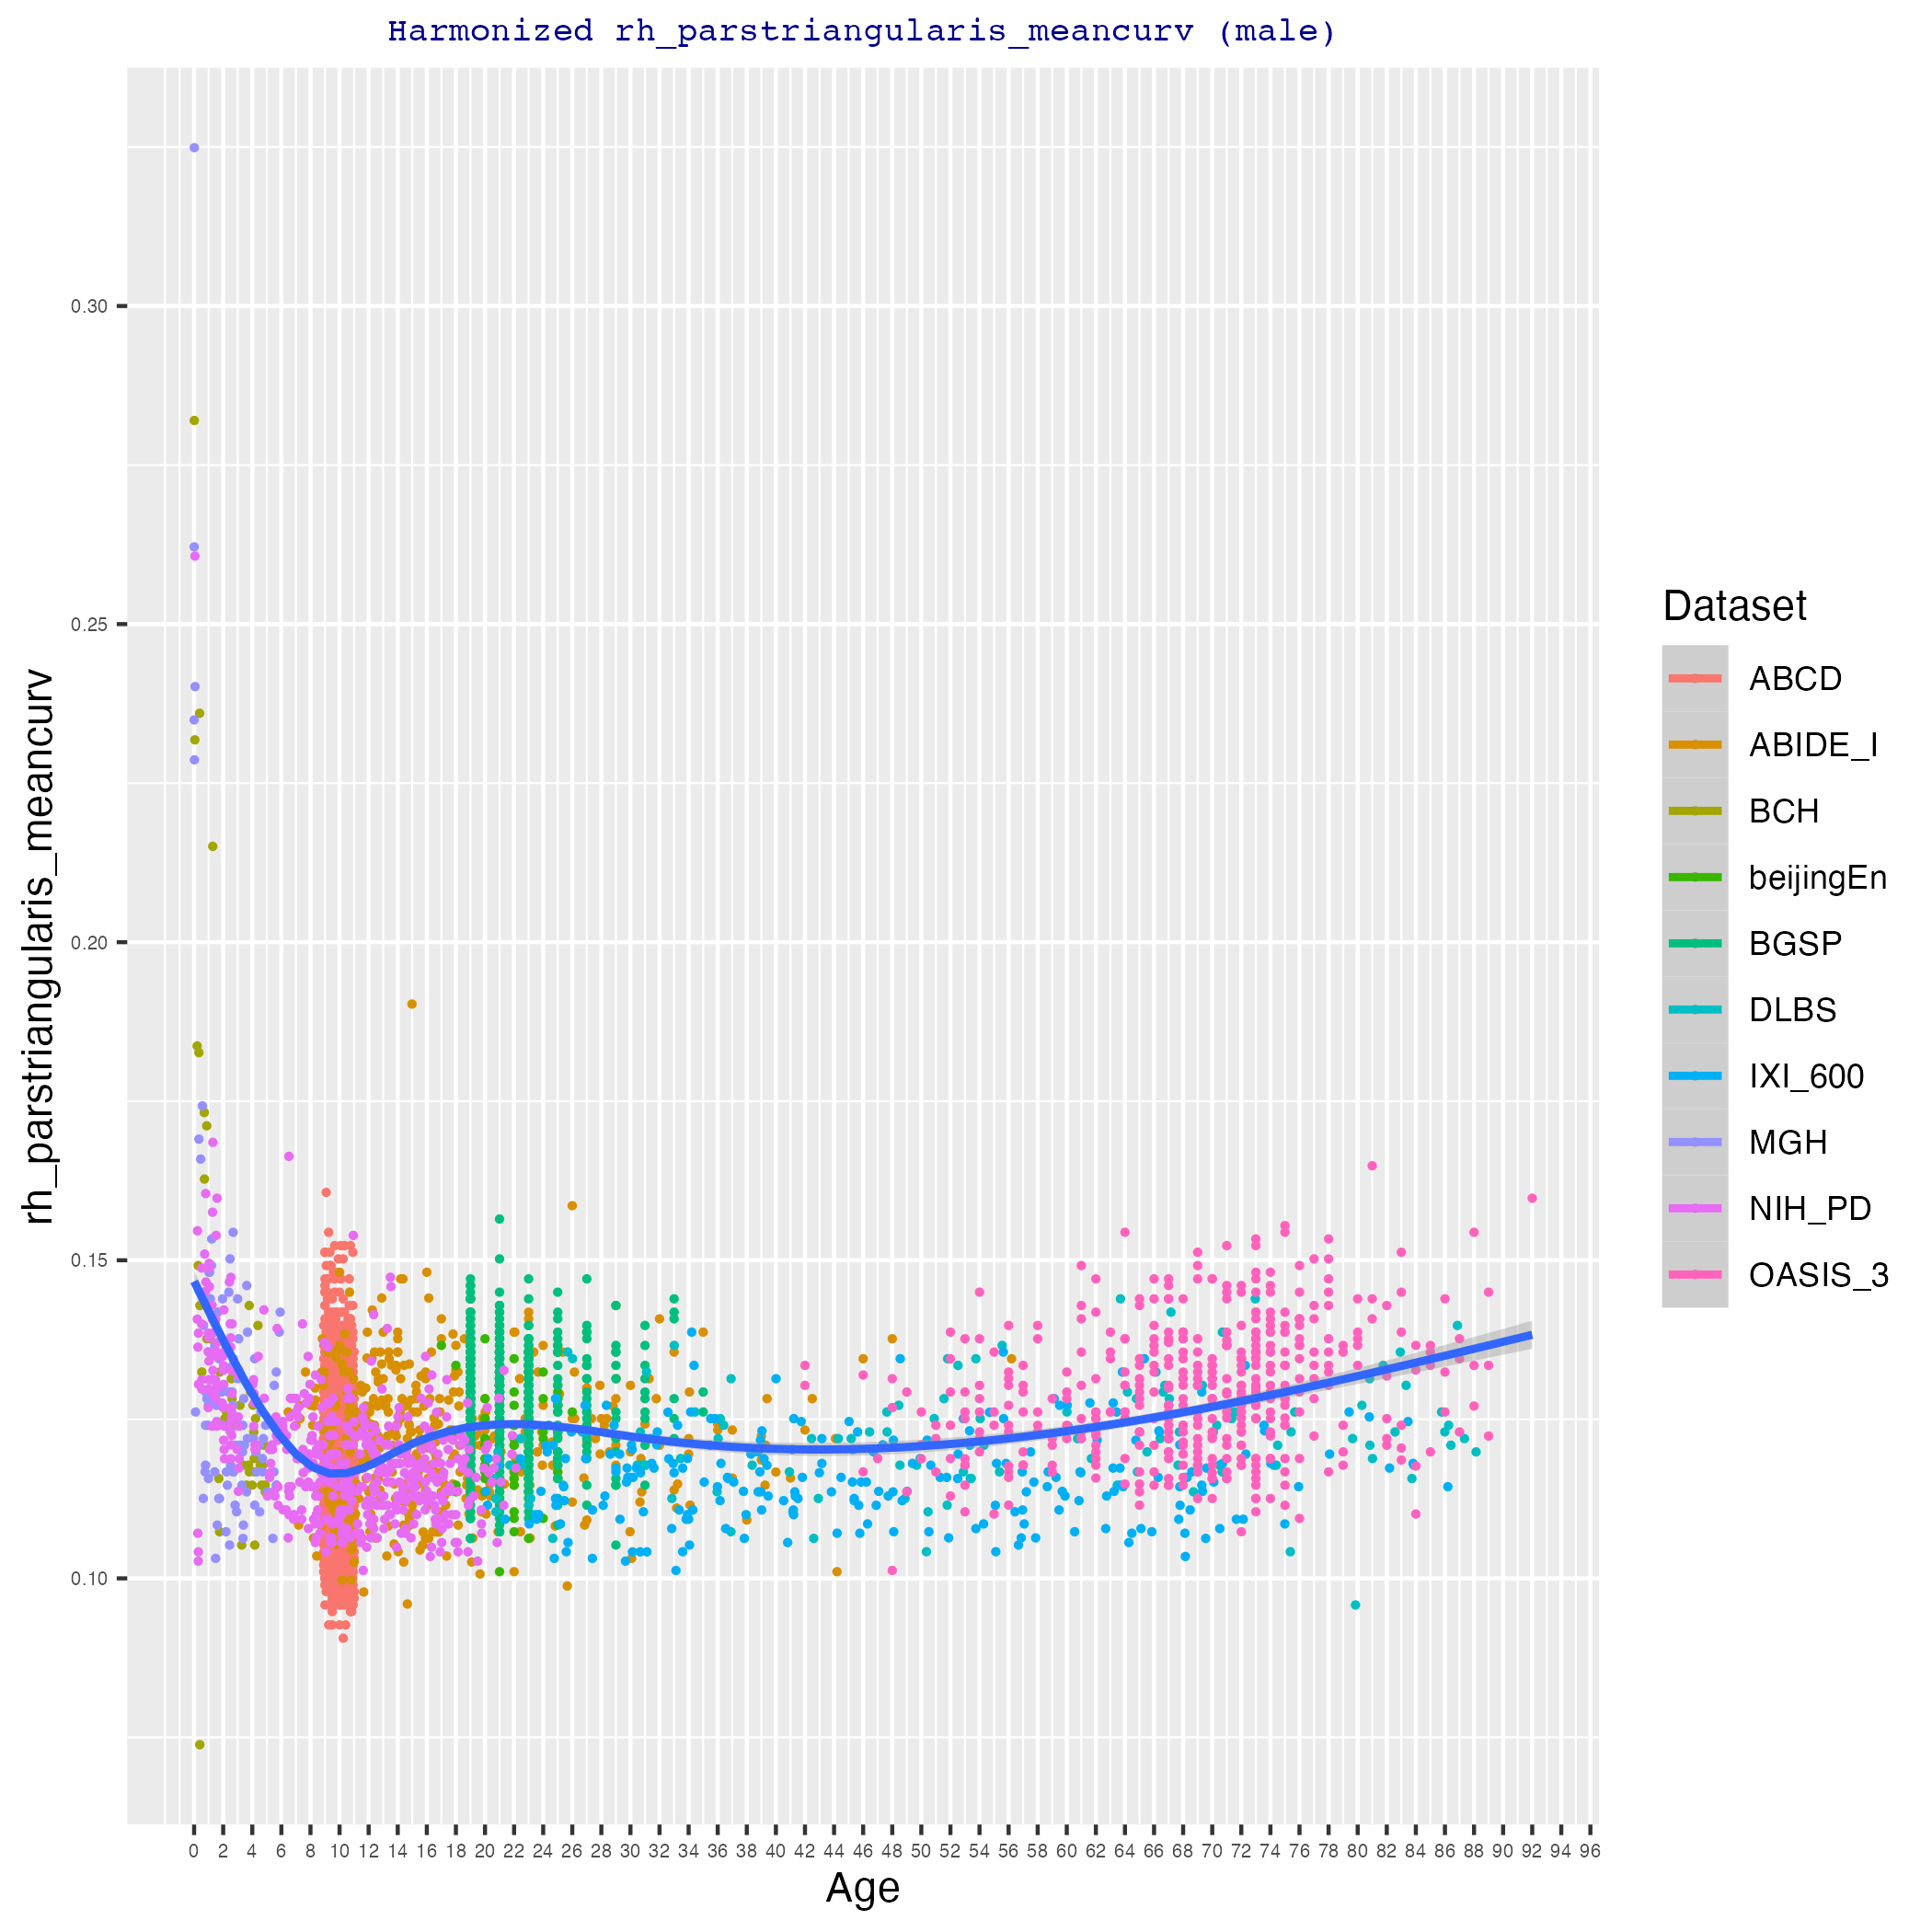 Harmonized rh_parstriangularis_meancurv (male)
rh_parstriangularis_meancurv
0.30
0.25
0.20
0.15
0.10
0 2 4 6 8 10 12 14 16 18 20 22 24 26 28 30 32 34 36 38 40 42 44 46 48 50 52 54 56 58 60 62 64 66 68 70 72 74 76 78 80 82 84 86 88 90 92 94 96
Age
Dataset
ABCD
ABIDE_I
BCH
beijingEn
BGSP
DLBS
IXI_600
MGH
NIH_PD
OASIS_3